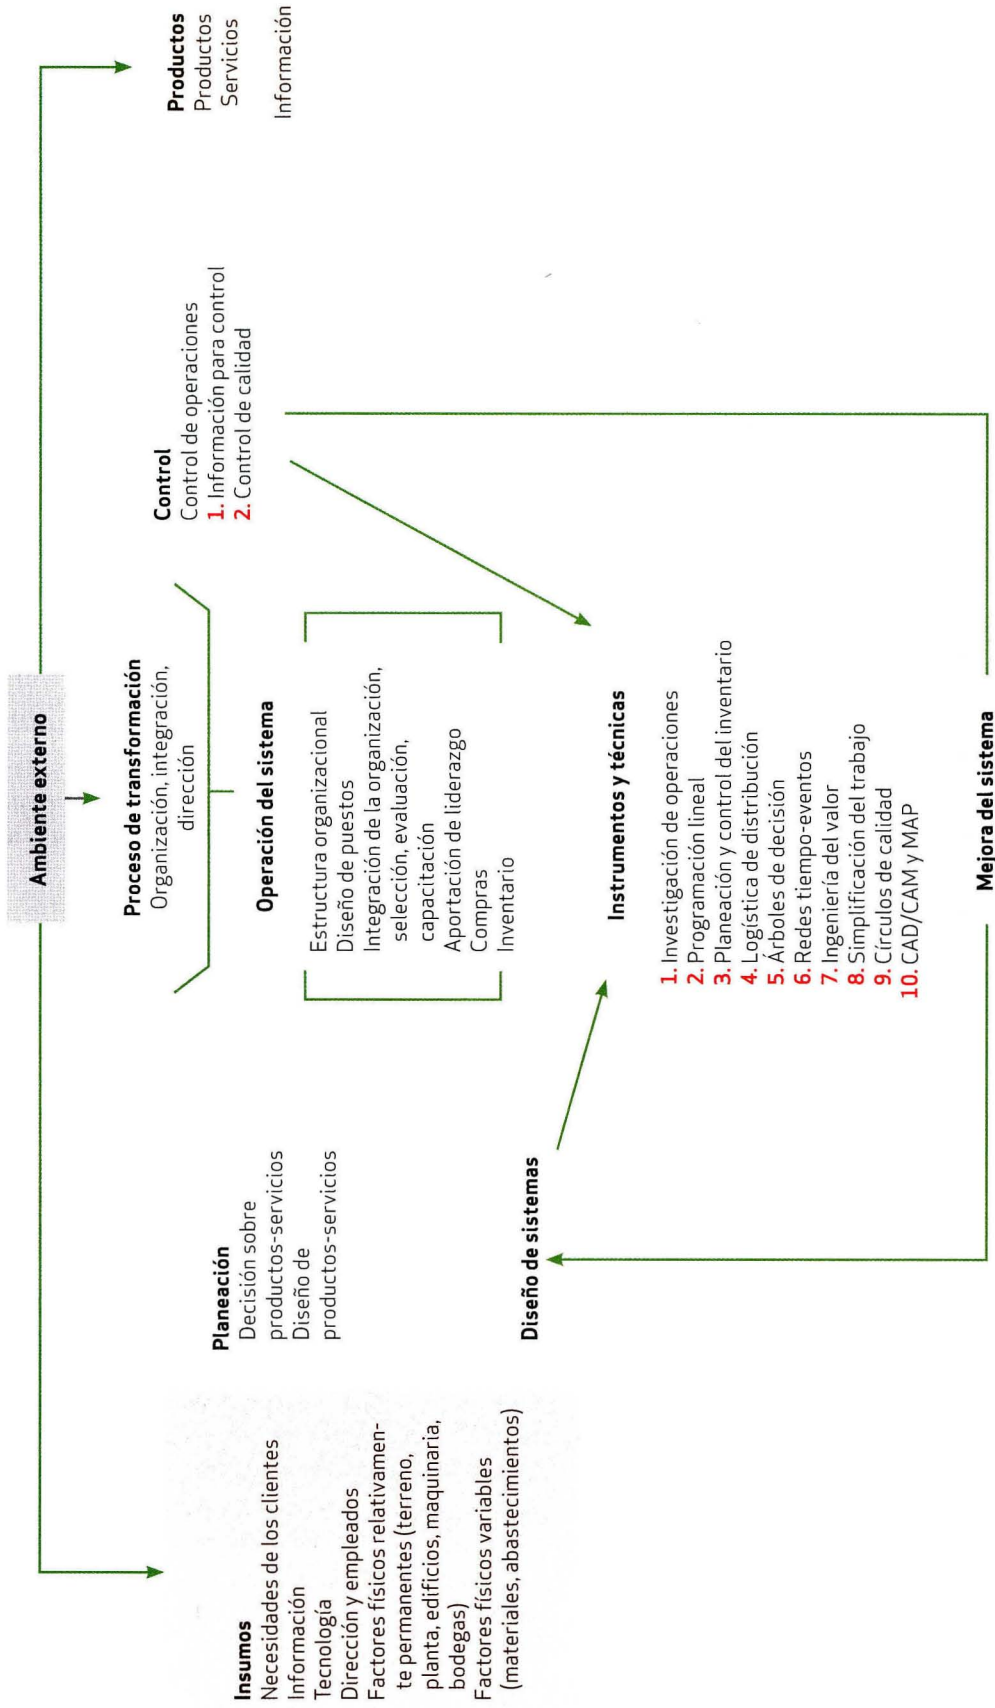 Ambiente externo
Insumos
Necesidades de los clientes
Información
Tecnología
Dirección y empleados
Factores físicos relativamen-
te permanentes (terreno,
planta, edificios, maquinaria,
bodegas)
Factores físicos variables
(materiales, abastecimientos)
Planeación
Decisión sobre
productos-servicios
Diseño de
productos-servicios
Diseño de sistemas
Proceso de transformación
Organización, integración,
dirección
Operación del sistema
Estructura organizacional
Diseño de puestos
Integración de la organización,
selección, evaluación,
capacitación
Aportación de liderazgo
Compras
Inventario
Control
Control de operaciones
1. Información para control
2. Control de calidad
Productos
Productos
Servicios
Información
Instrumentos y técnicas
1. Investigación de operaciones
2. Programación lineal
3. Planeación y control del inventario
4. Logística de distribución
5. Árboles de decisión
6. Redes tiempo-eventos
7. Ingeniería del valor
8. Simplificación del trabajo
9. Círculos de calidad
10. CAD/CAM y MAP
Mejora del sistema